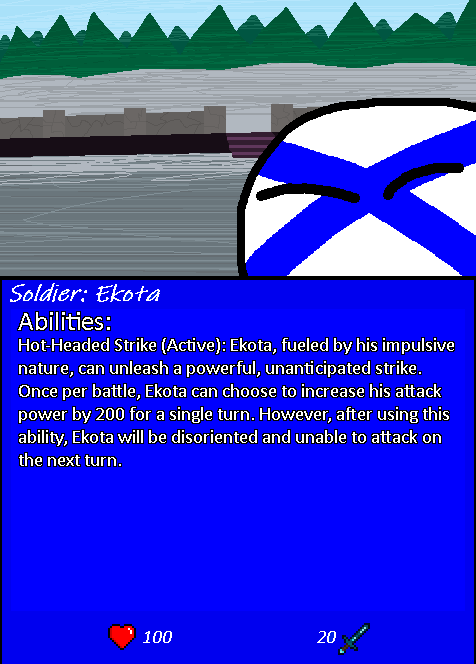 Soldier: Ekota
Abilities:
Hot-Headed Strike (Active): Ekota, fueled by his impulsive
nature, can unleash a powerful, unanticipated strike.
Once per battle, Ekota can choose to increase his attack
power by 200 for a single turn. However, after using this
ability, Ekota will be disoriented and unable to attack on
the next turn.
100
20